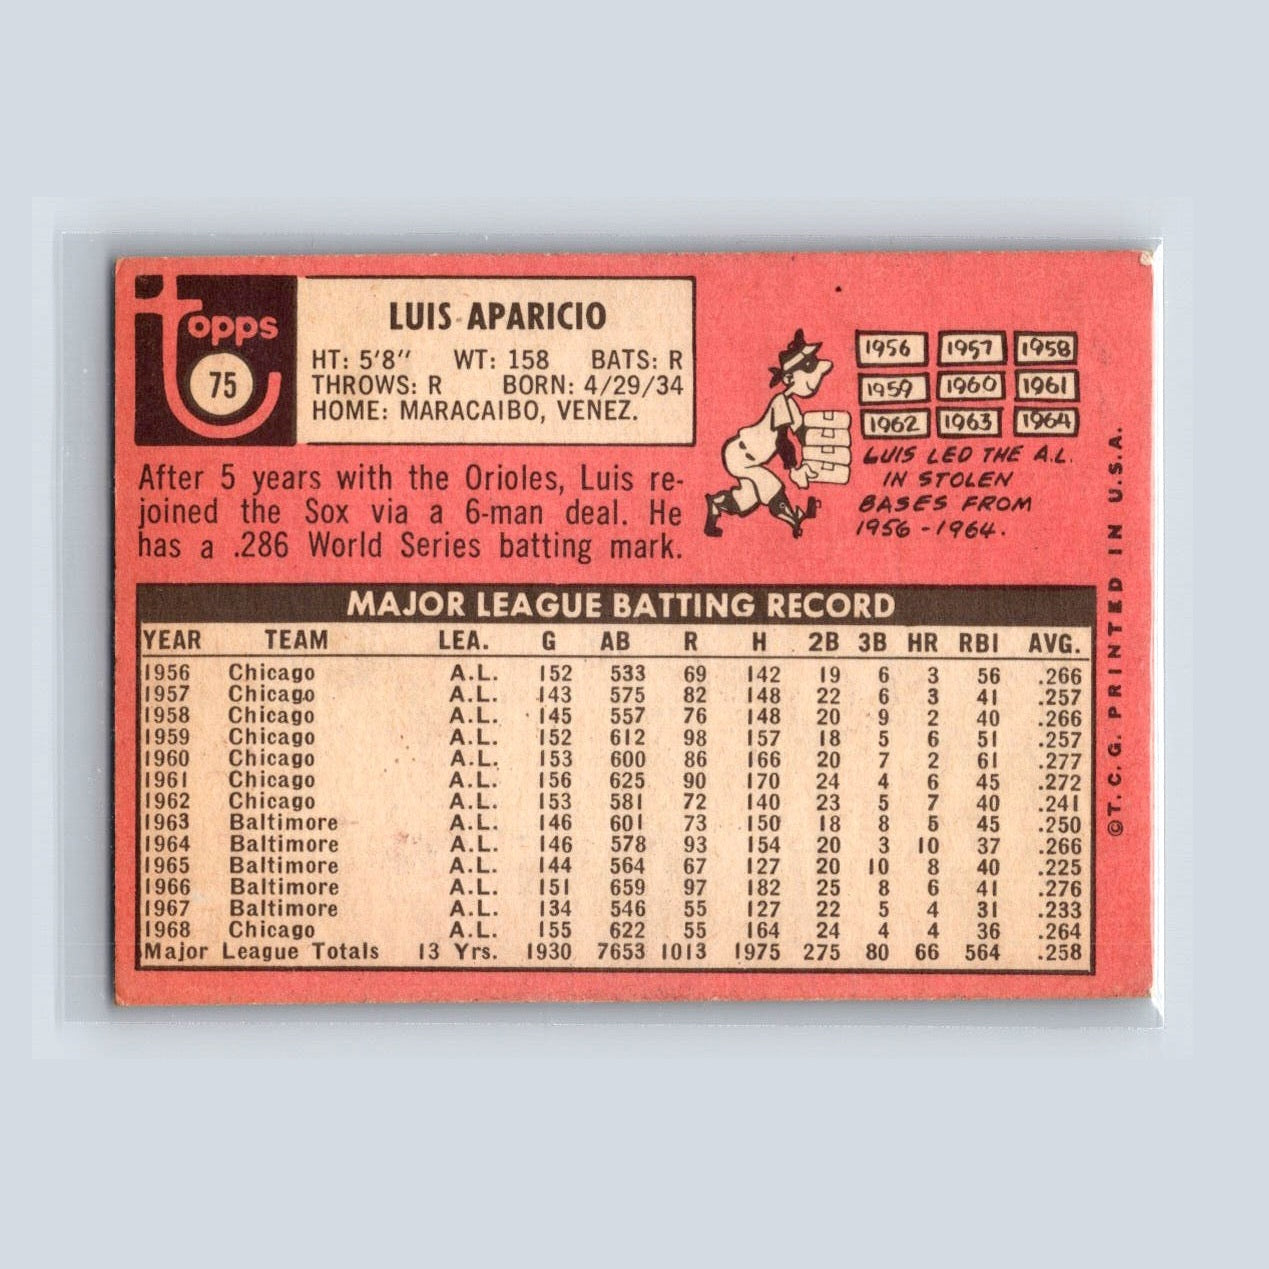 topps
75
LUIS APARICIO
HT: 5'8" WT: 158 BATS: R
THROWS: R BORN: 4/29/34
HOME: MARACAIBO, VENEZ.
After 5 years with the Orioles, Luis re-
joined the Sox via a 6-man deal. He
has a .286 World Series batting mark.
1956 1957 1958
1959 1960 1961
1962 1963 1964
LUIS LED THE A.L.
IN STOLEN
BASES FROM
1956 - 1964.
MAJOR LEAGUE BATTING RECORD
YEAR TEAM LEA. G AB R H 2B 3B HR RBI AVG.
1956 Chicago A.L. 152 533 69 142 19 6 3 56 .266
1957 Chicago A.L. 143 575 82 148 22 6 3 41 .257
1958 Chicago A.L. 145 557 76 148 20 9 2 40 .266
1959 Chicago A.L. 152 612 98 157 18 5 6 51 .257
1960 Chicago A.L. 153 600 86 166 20 7 2 61 .277
1961 Chicago A.L. 156 625 90 170 24 4 6 45 .272
1962 Chicago A.L. 153 581 72 140 23 5 7 40 .241
1963 Baltimore A.L. 146 601 73 150 18 8 5 45 .250
1964 Baltimore A.L. 146 578 93 154 20 3 10 37 .266
1965 Baltimore A.L. 144 564 67 127 20 10 8 40 .225
1966 Baltimore A.L. 151 659 97 182 25 8 6 41 .276
1967 Baltimore A.L. 134 546 55 127 22 5 4 31 .233
1968 Chicago A.L. 155 622 55 164 24 4 4 36 .264
Major League Totals 13 Yrs. 1930 7653 1013 1975 275 80 66 564 .258
©T.C.G. PRINTED IN U.S.A.